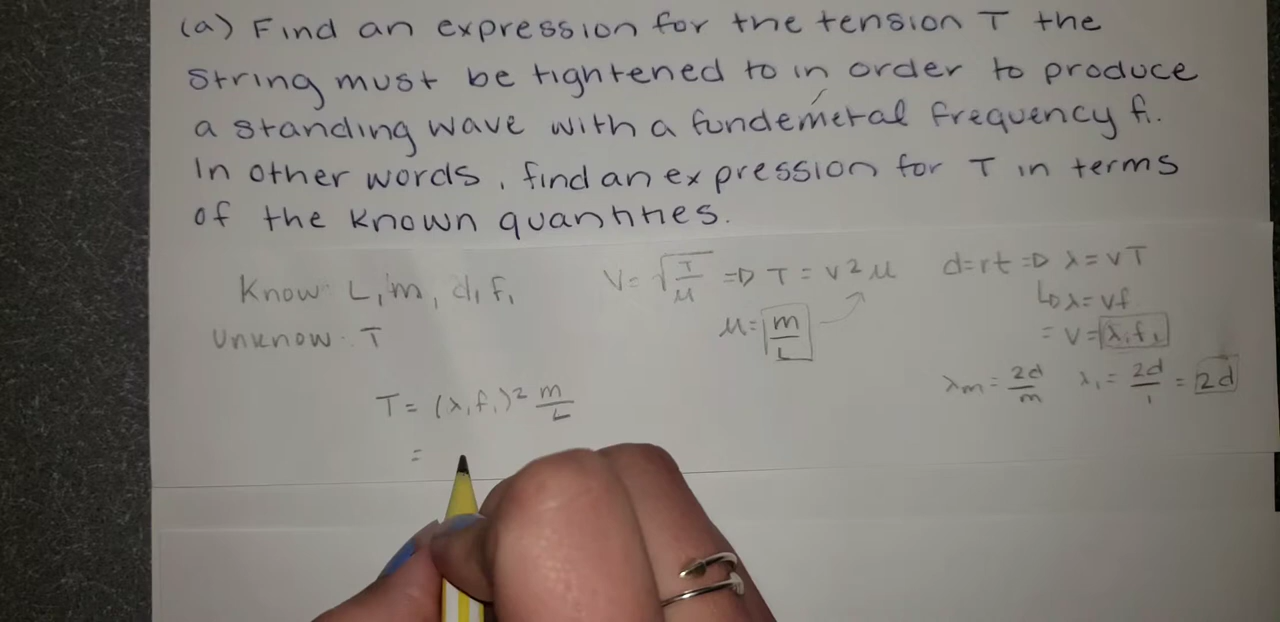 (a) Find an expression for the tension T the
string must be tightened to in order to produce
a standing wave with a fundemetal frequency f₁.
In other words, find an expression for T in terms
of the known quantities.
Know: L, m, d, f₁
Unknow: T
V = √(T/μ) => T = v²μ
μ = m/L
d=rt => λ = vT
↳ λ = vf
= V = λ₁f₁
λm = 2d/m λ₁ = 2d/1 = 2d
T = (λ₁f₁)² m/L
=